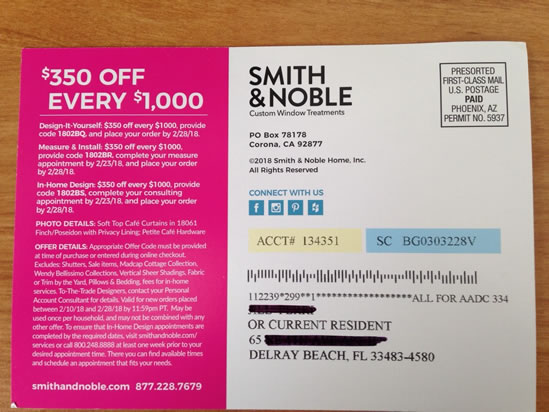 $350 OFF
EVERY $1,000
Design-It-Yourself: $350 off every $1000, provide
code 1802BQ, and place your order by 2/28/18.
Measure & Install: $350 off every $1000,
provide code 1802BR, complete your measure
appointment by 2/23/18, and place your order
by 2/28/18.
In-Home Design: $350 off every $1000, provide
code 1802BS, complete your consulting
appointment by 2/23/18, and place your order
by 2/28/18.
PHOTO DETAILS: Soft Top Café Curtains in 18061
Finch/Poseidon with Privacy Lining; Petite Café Hardware
OFFER DETAILS: Appropriate Offer Code must be provided
at time of purchase or entered during online checkout.
Excludes: Shutters, Sale items, Madcap Cottage Collection,
Wendy Bellissimo Collections, Vertical Sheer Shadings, Fabric
or Trim by the Yard, Pillows & Bedding, fees for in-home
services. To-The-Trade Designers, contact your Personal
Account Consultant for details. Valid for new orders placed
between 2/10/18 and 2/28/18 by 11:59pm PT. May be
used once per household, and may not be combined with any
other offer. To ensure that In-Home Design appointments are
completed by the required dates, visit smithandnoble.com/
services or call 800.248.8888 at least one week prior to your
desired appointment time. There you can find available times
and schedule an appointment that fits your needs.
smithandnoble.com 877.228.7679
SMITH
& NOBLE
Custom Window Treatments
PO Box 78178
Corona, CA 92877
©2018 Smith & Noble Home, Inc.
All Rights Reserved
CONNECT WITH US
PRESORTED
FIRST-CLASS MAIL
U.S. POSTAGE
PAID
PHOENIX, AZ
PERMIT NO. 5937
ACCT# 134351
SC BG0303228V
112239*299**1********************ALL FOR AADC 334
OR CURRENT RESIDENT
65
DELRAY BEACH, FL 33483-4580